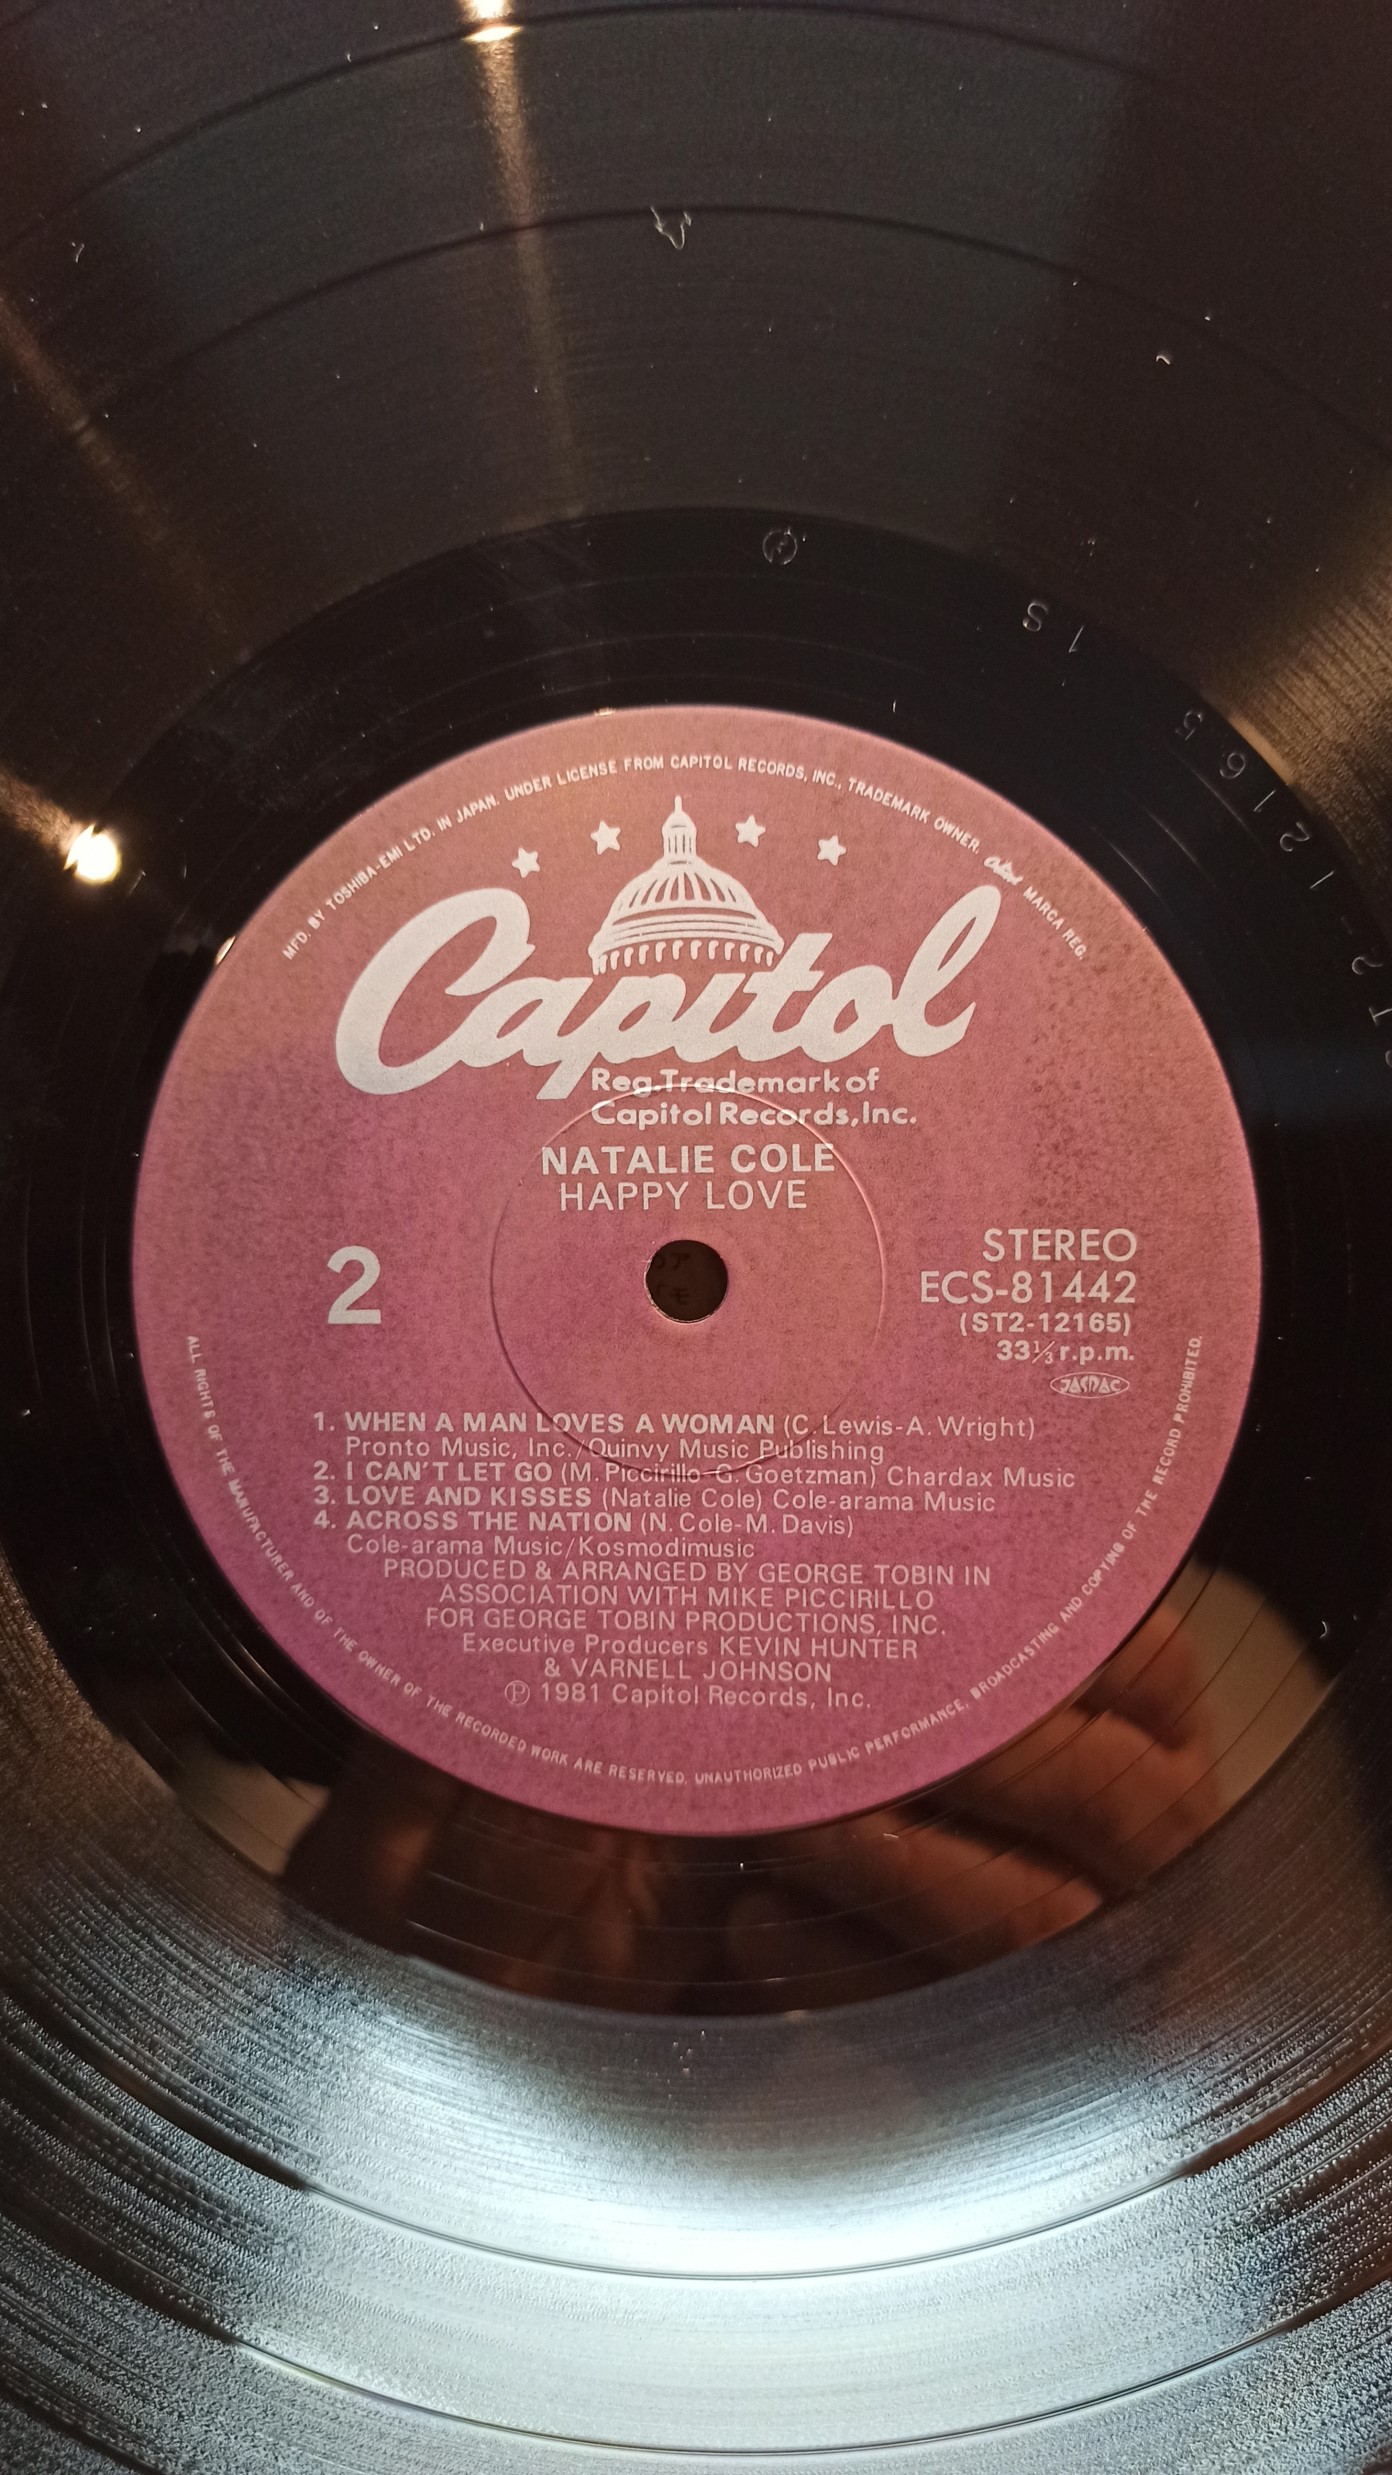 MFD. BY TOSHIBA-EMI LTD. IN JAPAN. UNDER LICENSE FROM CAPITOL RECORDS, INC., TRADEMARK OWNER. Capitol MARCA REG.
Capitol
Reg.Trademark of
Capitol Records,Inc.
NATALIE COLE
HAPPY LOVE
2
STEREO
ECS-81442
(ST2-12165)
33⅓ r.p.m.
JASRAC
1. WHEN A MAN LOVES A WOMAN (C. Lewis-A. Wright)
Pronto Music, Inc./Quinvy Music Publishing
2. I CAN'T LET GO (M. Piccirillo-G. Goetzman) Chardax Music
3. LOVE AND KISSES (Natalie Cole) Cole-arama Music
4. ACROSS THE NATION (N. Cole-M. Davis)
Cole-arama Music/Kosmodimusic
PRODUCED & ARRANGED BY GEORGE TOBIN IN
ASSOCIATION WITH MIKE PICCIRILLO
FOR GEORGE TOBIN PRODUCTIONS, INC.
Executive Producers KEVIN HUNTER
& VARNELL JOHNSON
℗ 1981 Capitol Records, Inc.
ALL RIGHTS OF THE MANUFACTURER AND OF THE OWNER OF THE RECORDED WORK ARE RESERVED. UNAUTHORIZED PUBLIC PERFORMANCE, BROADCASTING AND COPYING OF THE RECORD PROHIBITED.
2-12165 1S